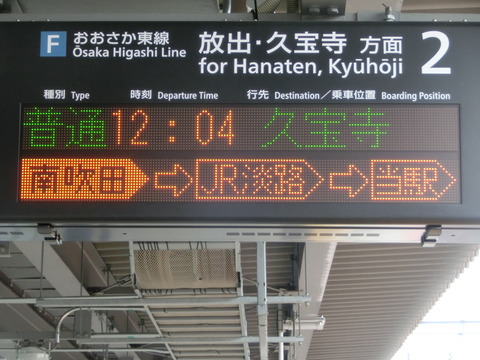 F おおさか東線 放出・久宝寺 方面 2
Ōsaka Higashi Line for Hanaten, Kyūhōji
種別 Type 時刻 Departure Time 行先 Destination／乗車位置 Boarding Position
普通 12:04 久宝寺
南吹田 ⇨ JR淡路 ⇨ 当駅